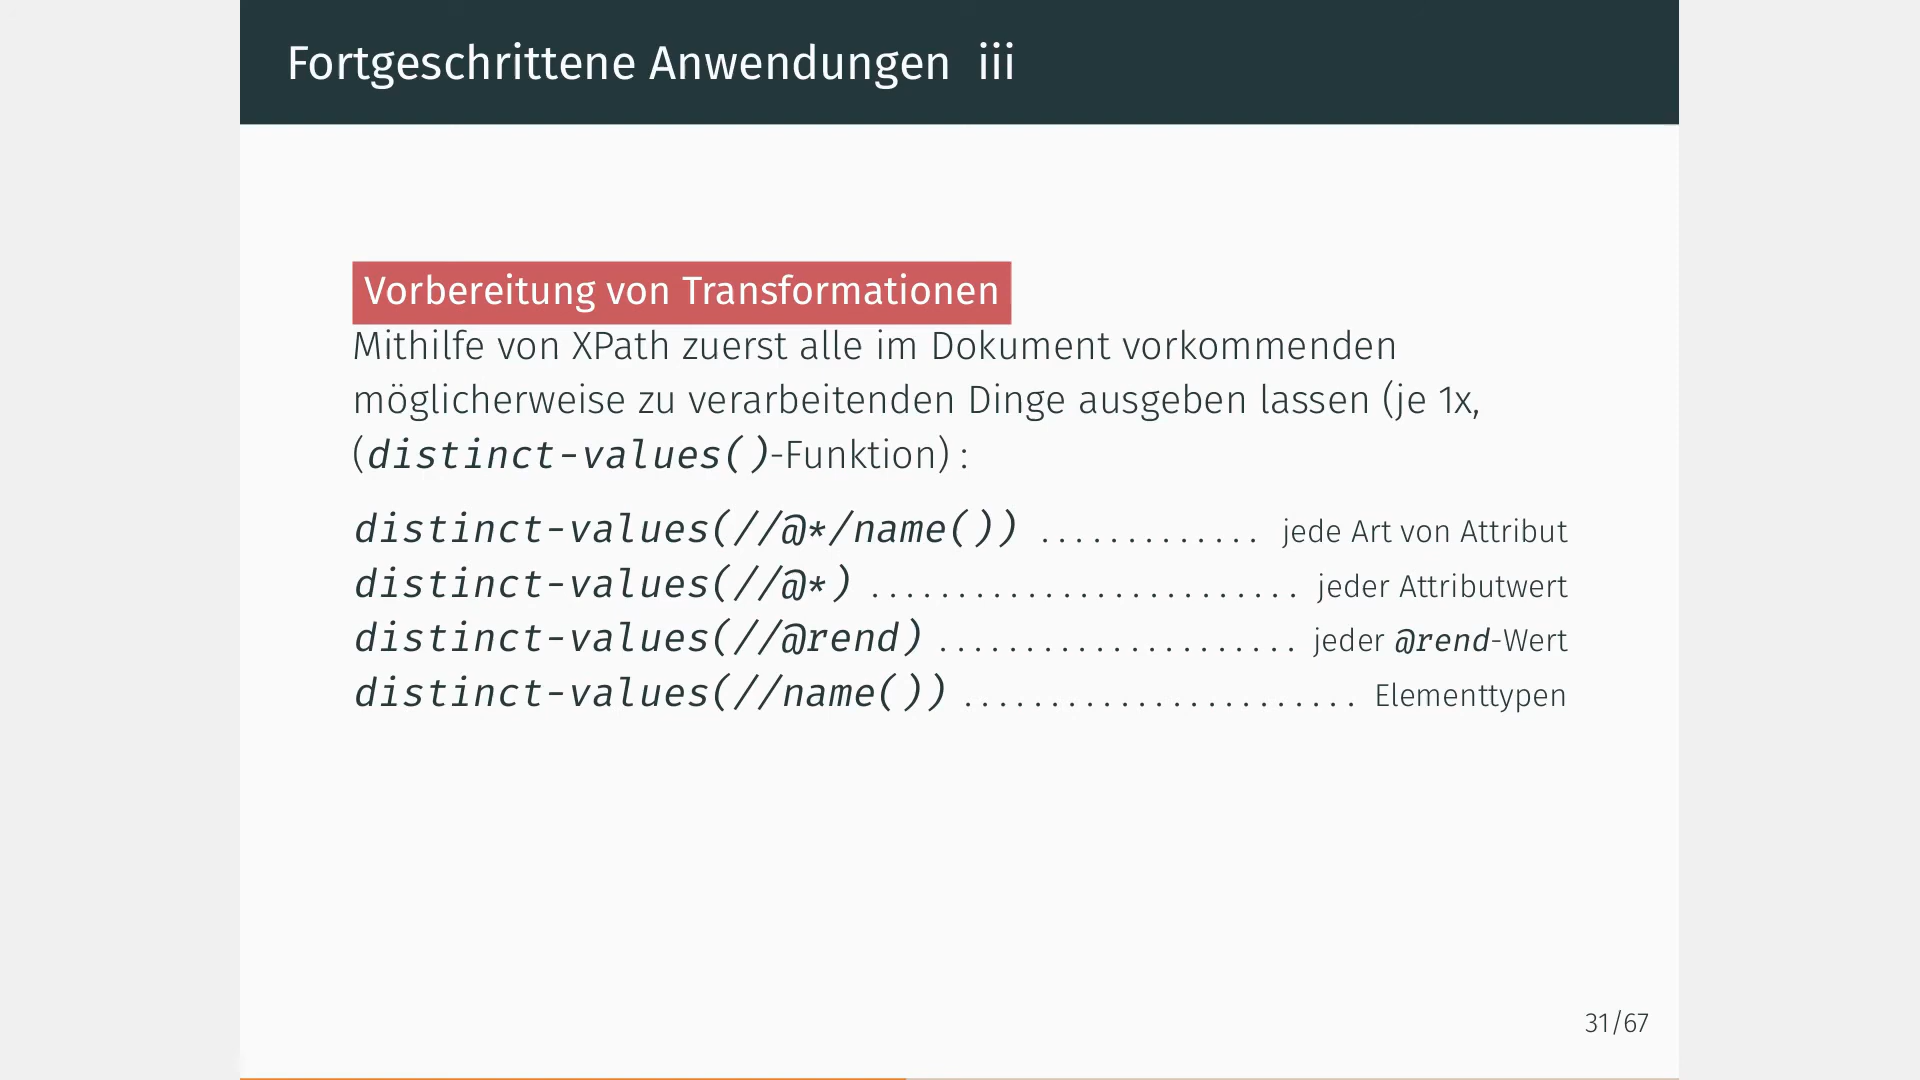 Fortgeschrittene Anwendungen iii
Vorbereitung von Transformationen
Mithilfe von XPath zuerst alle im Dokument vorkommenden
möglicherweise zu verarbeitenden Dinge ausgeben lassen (je 1x,
(distinct-values()-Funktion) :
distinct-values(//@*/name()) ............. jede Art von Attribut
distinct-values(//@*) ......................... jeder Attributwert
distinct-values(//@rend) ..................... jeder @rend-Wert
distinct-values(//name()) ....................... Elementtypen
31/67